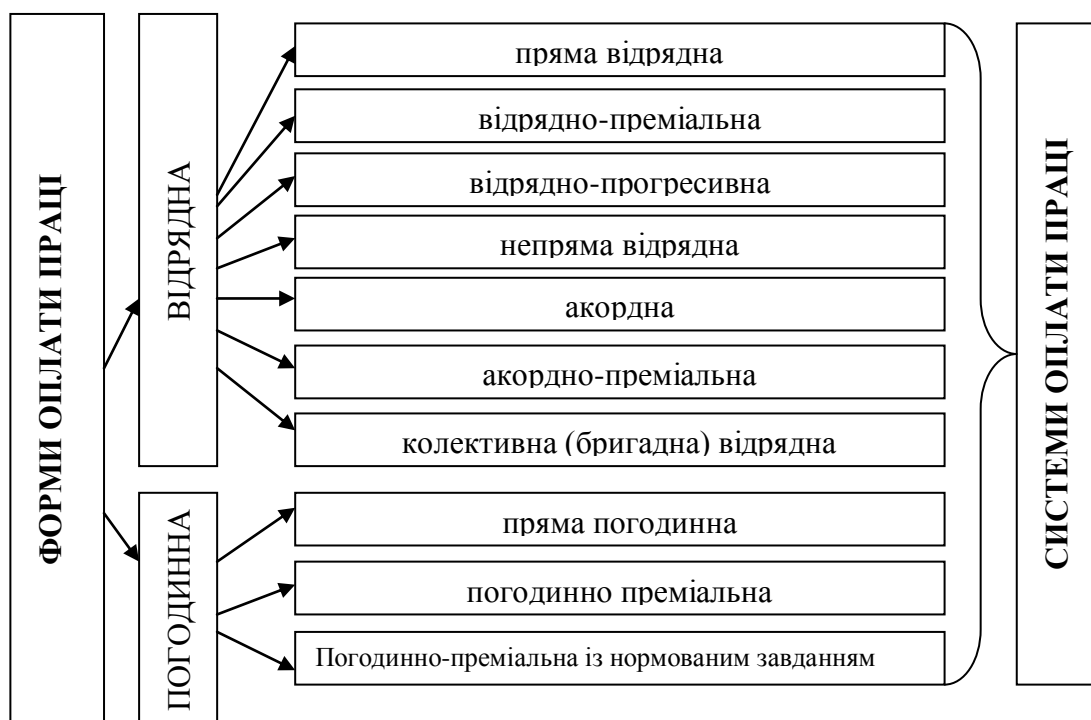 ФОРМИ ОПЛАТИ ПРАЦІ
ВІДРЯДНА
пряма відрядна
відрядно-преміальна
відрядно-прогресивна
непряма відрядна
акордна
акордно-преміальна
колективна (бригадна) відрядна
ПОГОДИННА
пряма погодинна
погодинно преміальна
Погодинно-преміальна із нормованим завданням
СИСТЕМИ ОПЛАТИ ПРАЦІ